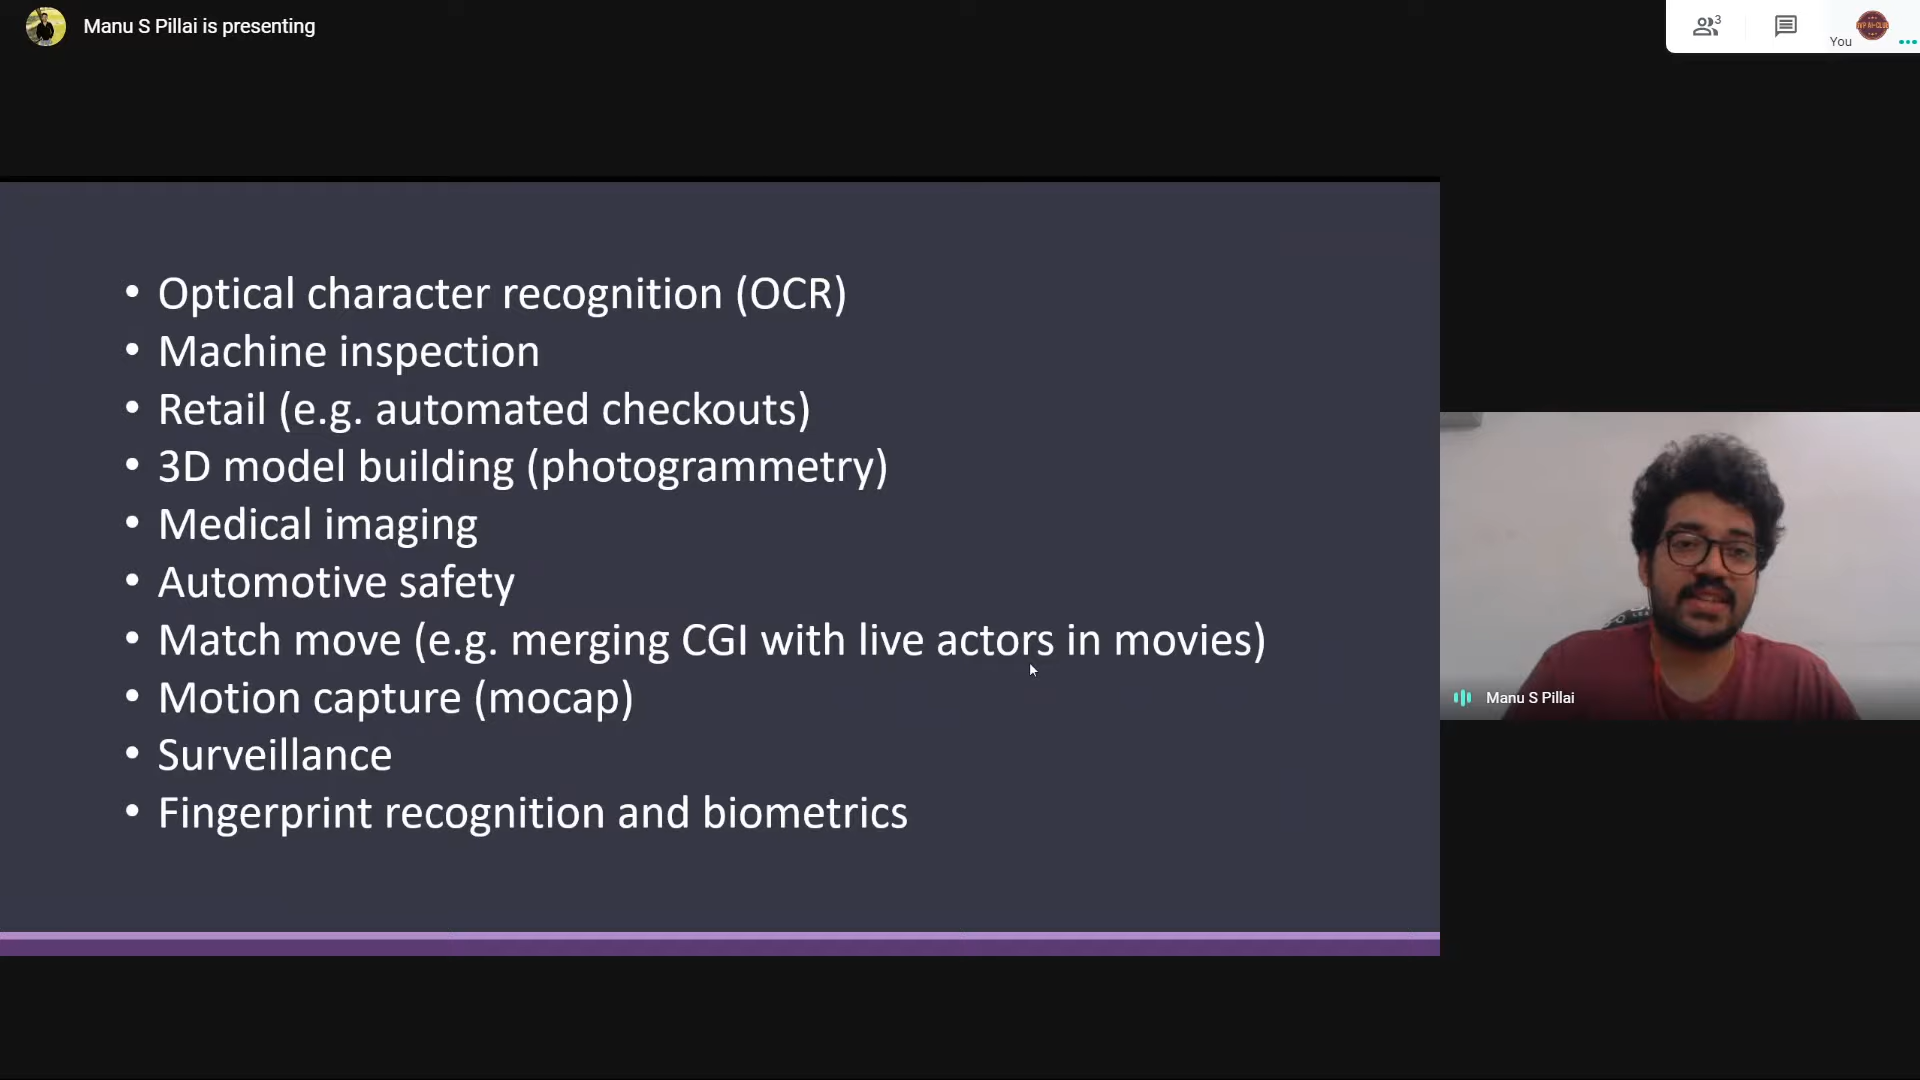 Manu S Pillai is presenting
3
You
• Optical character recognition (OCR)
• Machine inspection
• Retail (e.g. automated checkouts)
• 3D model building (photogrammetry)
• Medical imaging
• Automotive safety
• Match move (e.g. merging CGI with live actors in movies)
• Motion capture (mocap)
• Surveillance
• Fingerprint recognition and biometrics
Manu S Pillai